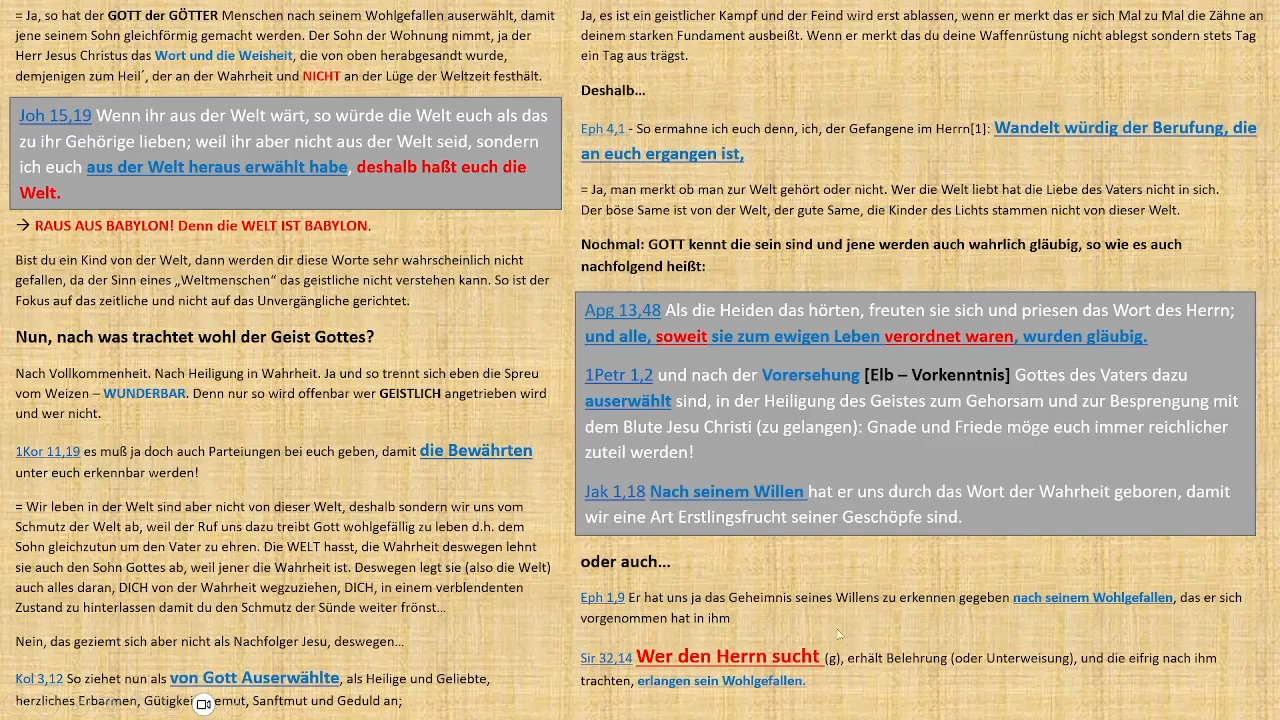 = Ja, so hat der GOTT der GÖTTER Menschen nach seinem Wohlgefallen auserwählt, damit
jene seinem Sohn gleichförmig gemacht werden. Der Sohn der Wohnung nimmt, ja der
Herr Jesus Christus das Wort und die Weisheit, die von oben herabgesandt wurde,
demjenigen zum Heil´, der an der Wahrheit und NICHT an der Lüge der Weltzeit festhält.
Joh 15,19 Wenn ihr aus der Welt wärt, so würde die Welt euch als das
zu ihr Gehörige lieben; weil ihr aber nicht aus der Welt seid, sondern
ich euch aus der Welt heraus erwählt habe, deshalb haßt euch die
Welt.
→ RAUS AUS BABYLON! Denn die WELT IST BABYLON.
Bist du ein Kind von der Welt, dann werden dir diese Worte sehr wahrscheinlich nicht
gefallen, da der Sinn eines „Weltmenschen“ das geistliche nicht verstehen kann. So ist der
Fokus auf das zeitliche und nicht auf das Unvergängliche gerichtet.
Nun, nach was trachtet wohl der Geist Gottes?
Nach Vollkommenheit. Nach Heiligung in Wahrheit. Ja und so trennt sich eben die Spreu
vom Weizen – WUNDERBAR. Denn nur so wird offenbar wer GEISTLICH angetrieben wird
und wer nicht.
1Kor 11,19 es muß ja doch auch Parteiungen bei euch geben, damit die Bewährten
unter euch erkennbar werden!
= Wir leben in der Welt sind aber nicht von dieser Welt, deshalb sondern wir uns vom
Schmutz der Welt ab, weil der Ruf uns dazu treibt Gott wohlgefällig zu leben d.h. dem
Sohn gleichzutun um den Vater zu ehren. Die WELT hasst, die Wahrheit deswegen lehnt
sie auch den Sohn Gottes ab, weil jener die Wahrheit ist. Deswegen legt sie (also die Welt)
auch alles daran, DICH von der Wahrheit wegzuziehen, DICH, in einem verblendenten
Zustand zu hinterlassen damit du den Schmutz der Sünde weiter frönst...
Nein, das geziemt sich aber nicht als Nachfolger Jesu, deswegen...
Kol 3,12 So ziehet nun als von Gott Auserwählte, als Heilige und Geliebte,
herzliches Erbarmen, Sanftmut und Geduld an;
Ja, es ist ein geistlicher Kampf und der Feind wird erst ablassen, wenn er merkt das er sich Mal zu Mal die Zähne an
deinem starken Fundament ausbeißt. Wenn er merkt das du deine Waffenrüstung nicht ablegst sondern stets Tag
ein Tag aus trägst.
Deshalb...
Eph 4,1 - So ermahne ich euch denn, ich, der Gefangene im Herrn[1]: Wandelt würdig der Berufung, die
an euch ergangen ist,
= Ja, man merkt ob man zur Welt gehört oder nicht. Wer die Welt liebt hat die Liebe des Vaters nicht in sich.
Der böse Same ist von der Welt, der gute Same, die Kinder des Lichts stammen nicht von dieser Welt.
Nochmal: GOTT kennt die sein sind und jene werden auch wahrlich gläubig, so wie es auch
nachfolgend heißt:
Apg 13,48 Als die Heiden das hörten, freuten sie sich und priesen das Wort des Herrn;
und alle, soweit sie zum ewigen Leben verordnet waren, wurden gläubig.
1Petr 1,2 und nach der Vorersehung [Elb – Vorkenntnis] Gottes des Vaters dazu
auserwählt sind, in der Heiligung des Geistes zum Gehorsam und zur Besprengung mit
dem Blute Jesu Christi (zu gelangen): Gnade und Friede möge euch immer reichlicher
zuteil werden!
Jak 1,18 Nach seinem Willen hat er uns durch das Wort der Wahrheit geboren, damit
wir eine Art Erstlingsfrucht seiner Geschöpfe sind.
oder auch...
Eph 1,9 Er hat uns ja das Geheimnis seines Willens zu erkennen gegeben nach seinem Wohlgefallen, das er sich
vorgenommen hat in ihm
Sir 32,14 Wer den Herrn sucht (g), erhält Belehrung (oder Unterweisung), und die eifrig nach ihm
trachten, erlangen sein Wohlgefallen.